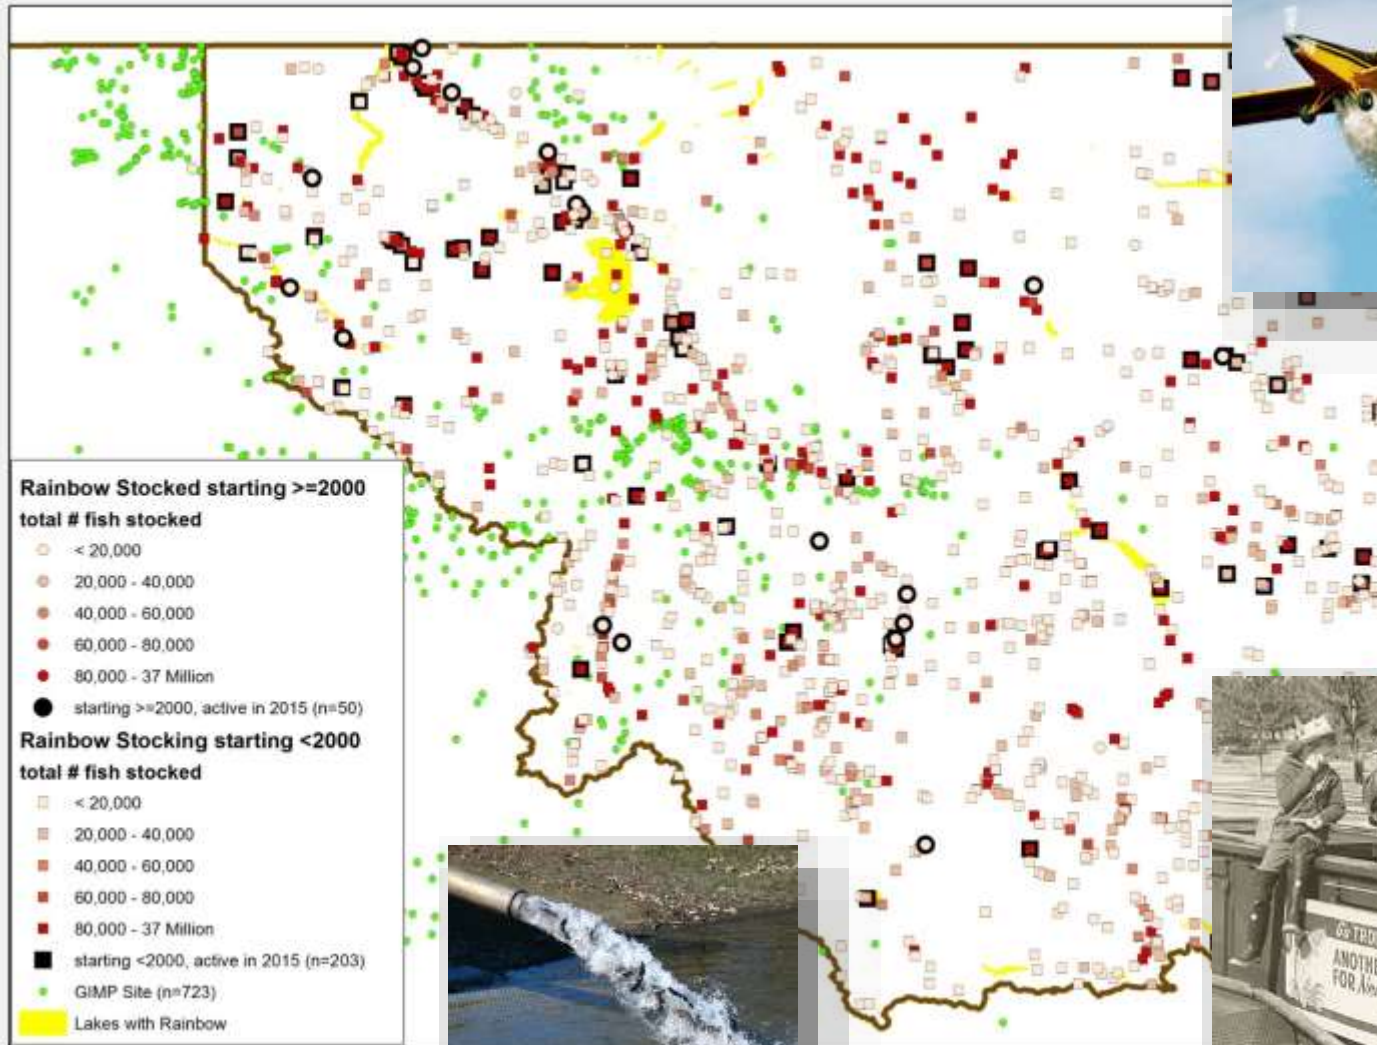 Rainbow Stocked starting >=2000
total # fish stocked
< 20,000
20,000 - 40,000
40,000 - 60,000
60,000 - 80,000
80,000 - 37 Million
starting >=2000, active in 2015 (n=50)
Rainbow Stocking starting <2000
total # fish stocked
< 20,000
20,000 - 40,000
40,000 - 60,000
60,000 - 80,000
80,000 - 37 Million
starting <2000, active in 2015 (n=203)
GIMP Site (n=723)
Lakes with Rainbow
ANOTHE
FOR